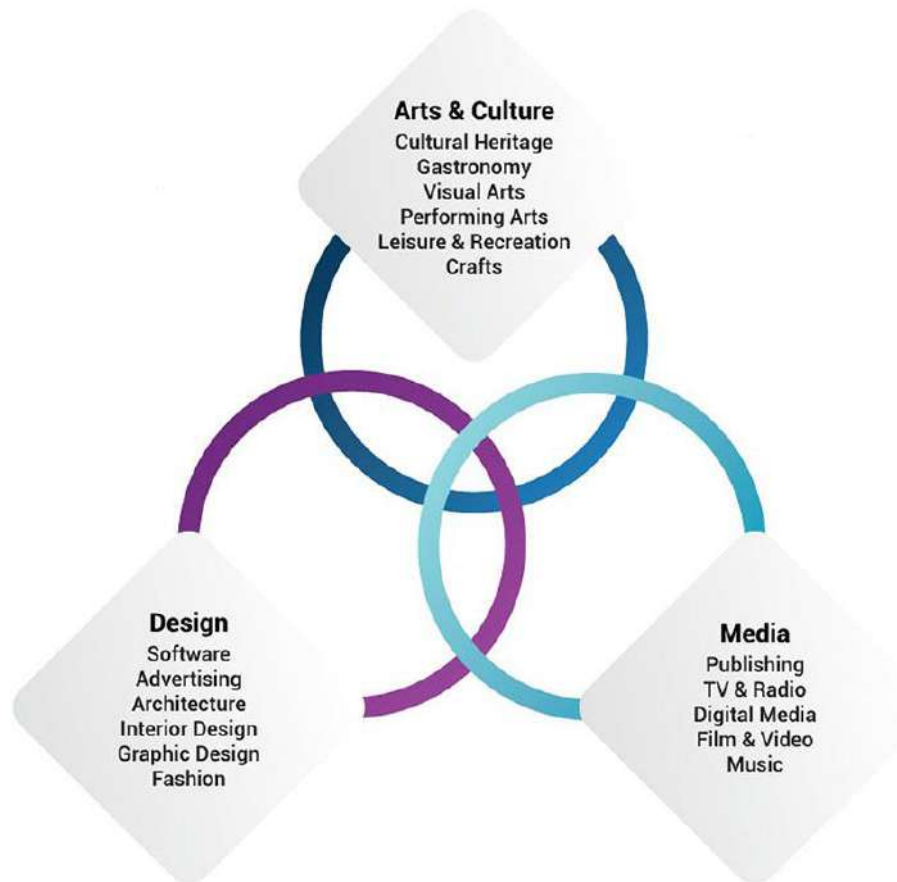 Arts & Culture
Cultural Heritage
Gastronomy
Visual Arts
Performing Arts
Leisure & Recreation
Crafts
Design
Software
Advertising
Architecture
Interior Design
Graphic Design
Fashion
Media
Publishing
TV & Radio
Digital Media
Film & Video
Music